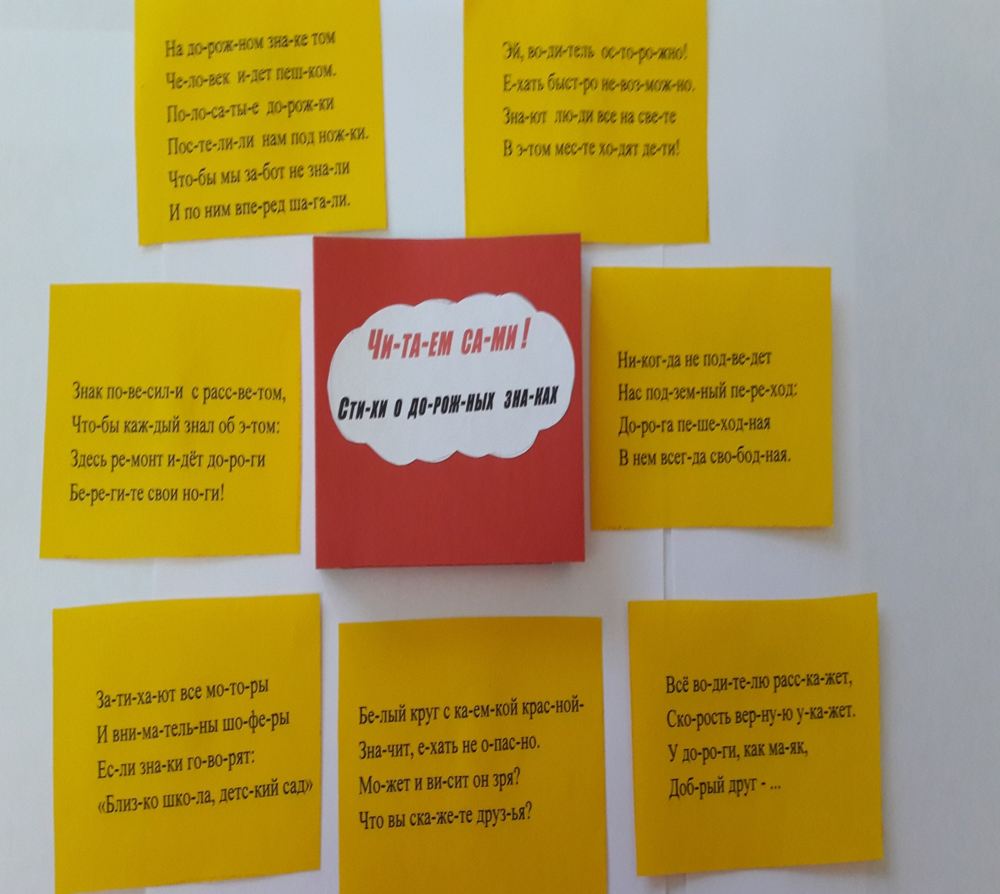 На до-рож-ном зна-ке том
Че-ло-век и-дет пеш-ком.
По-ло-са-ты-е до-рож-ки
Пос-те-ли-ли нам под нож-ки.
Что-бы мы за-бот не зна-ли
И по ним впе-ред ша-га-ли.
Эй, во-ди-тель ос-то-ро-жно!
Е-хать быст-ро не-воз-мож-но.
Зна-ют лю-ди все на све-те
В э-том мес-те хо-дят де-ти!
Знак по-ве-сил-и с расс-ве-том,
Что-бы каж-дый знал об э-том:
Здесь ре-монт и-дёт до-ро-ги
Бе-ре-ги-те свои но-ги!
Чи-та-ем са-ми!
Сти-хи о до-рож-ных зна-ках
Ни-ког-да не под-ве-дет
Нас под-зем-ный пе-ре-ход:
До-ро-га пе-ше-ход-ная
В нем всег-да сво-бод-ная.
За-ти-ха-ют все мо-то-ры
И вни-ма-тель-ны шо-фе-ры
Ес-ли зна-ки го-во-рят:
«Близ-ко шко-ла, детс-кий сад»
Бе-лый круг с ка-ем-кой крас-ной-
Зна-чит, е-хать не о-пас-но.
Мо-жет и ви-сит он зря?
Что вы ска-же-те друз-ья?
Всё во-ди-те-лю расс-ка-жет,
Ско-рость вер-ну-ю у-ка-жет.
У до-ро-ги, как ма-як,
Доб-рый друг - ...